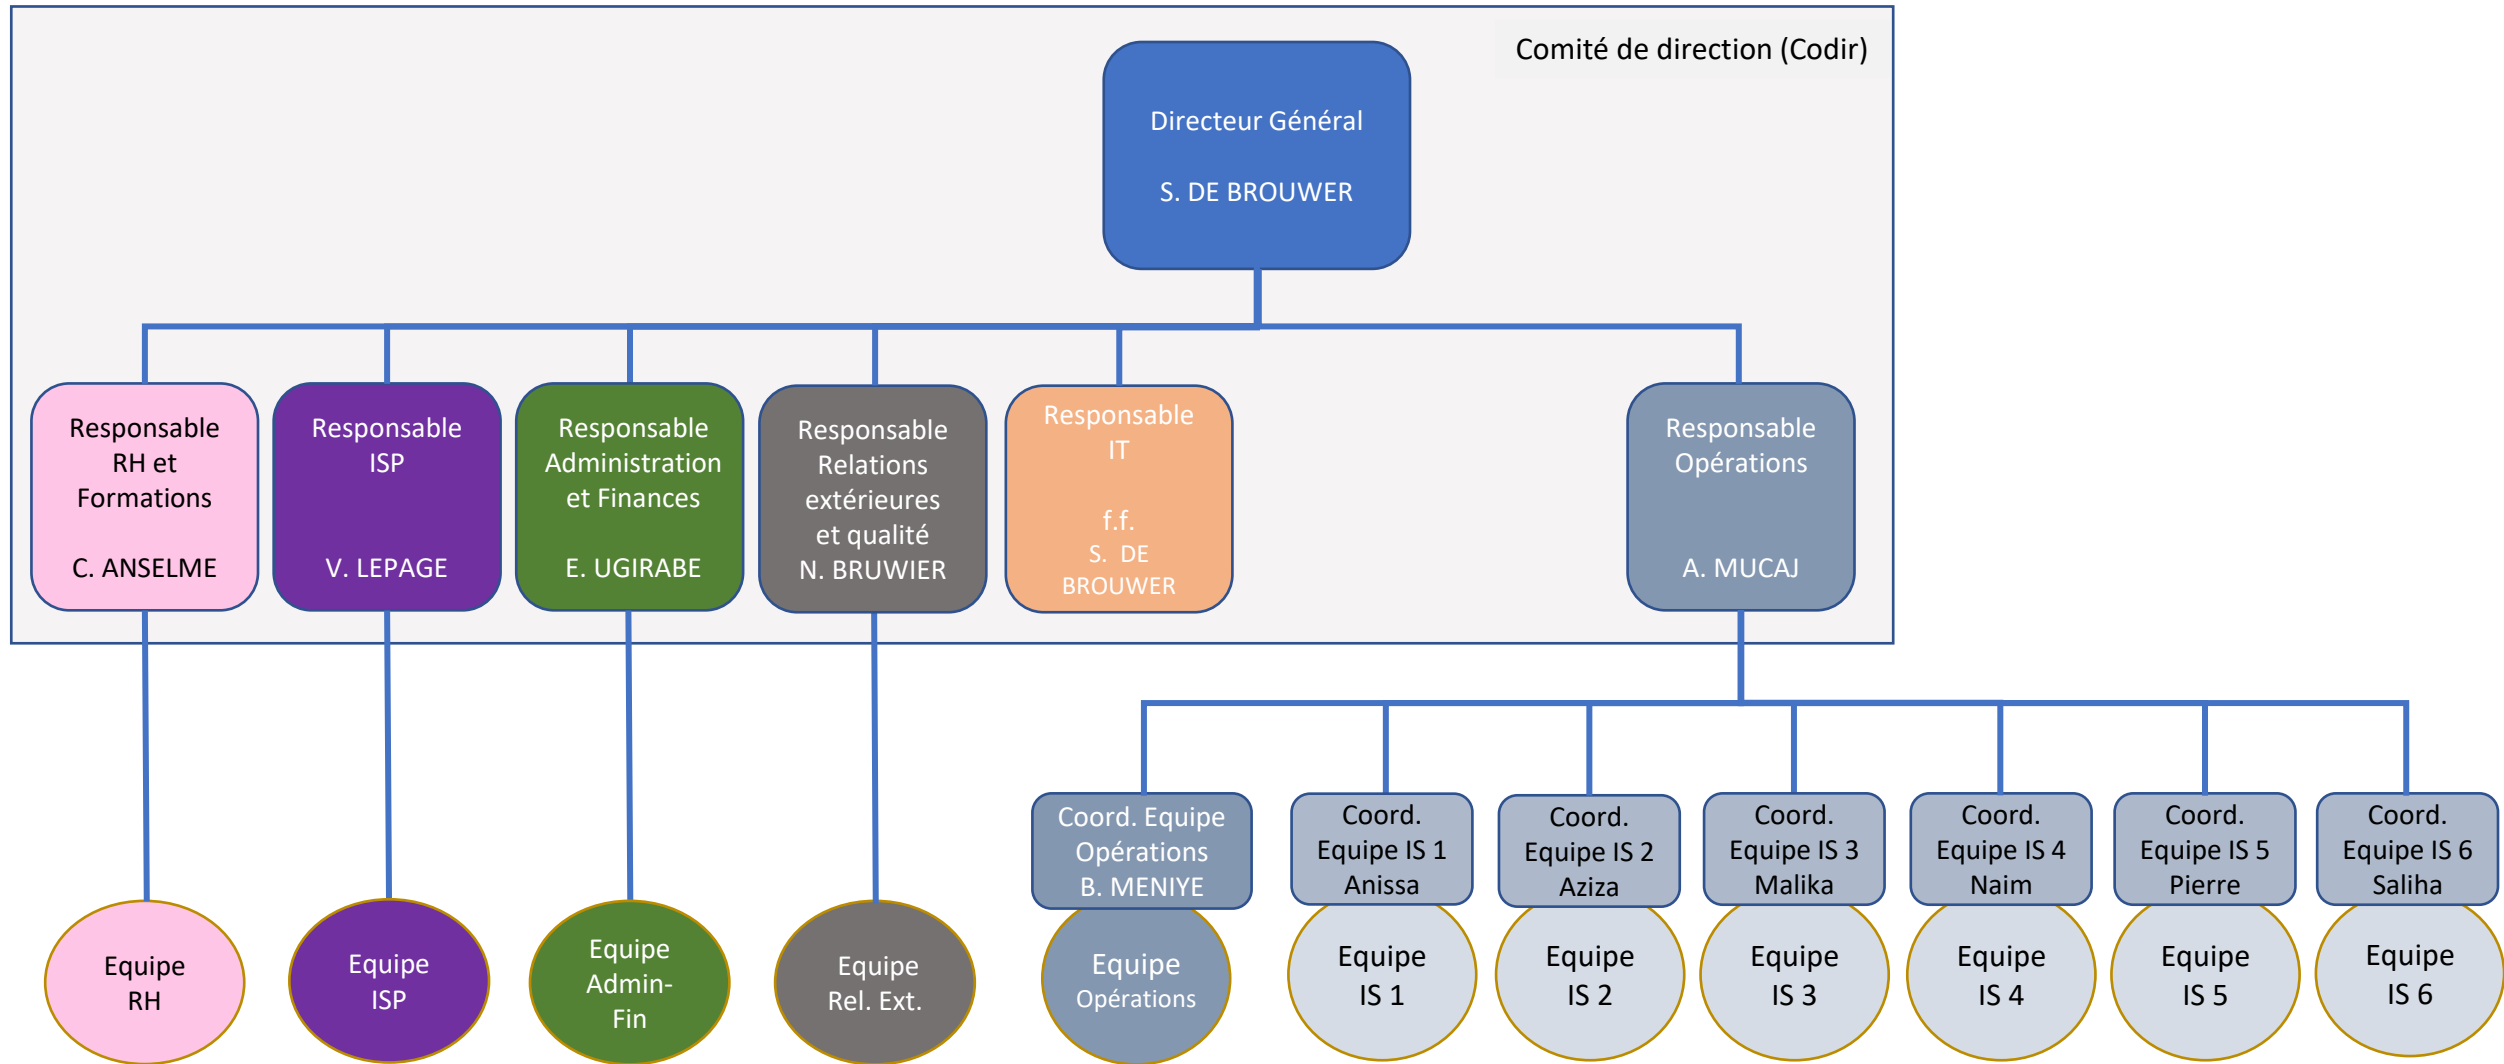 Comité de direction (Codir)
Directeur Général
S. DE BROUWER
Responsable
RH et
Formations
C. ANSELME
Responsable
ISP
V. LEPAGE
Responsable
Administration
et Finances
E. UGIRABE
Responsable
Relations
extérieures
et qualité
N. BRUWIER
Responsable
IT
f.f.
S. DE
BROUWER
Responsable
Opérations
A. MUCAJ
Coord. Equipe
Opérations
B. MENIYE
Coord.
Equipe IS 1
Anissa
Coord.
Equipe IS 2
Aziza
Coord.
Equipe IS 3
Malika
Coord.
Equipe IS 4
Naim
Coord.
Equipe IS 5
Pierre
Coord.
Equipe IS 6
Saliha
Equipe
RH
Equipe
ISP
Equipe
Admin-
Fin
Equipe
Rel. Ext.
Equipe
Opérations
Equipe
IS 1
Equipe
IS 2
Equipe
IS 3
Equipe
IS 4
Equipe
IS 5
Equipe
IS 6